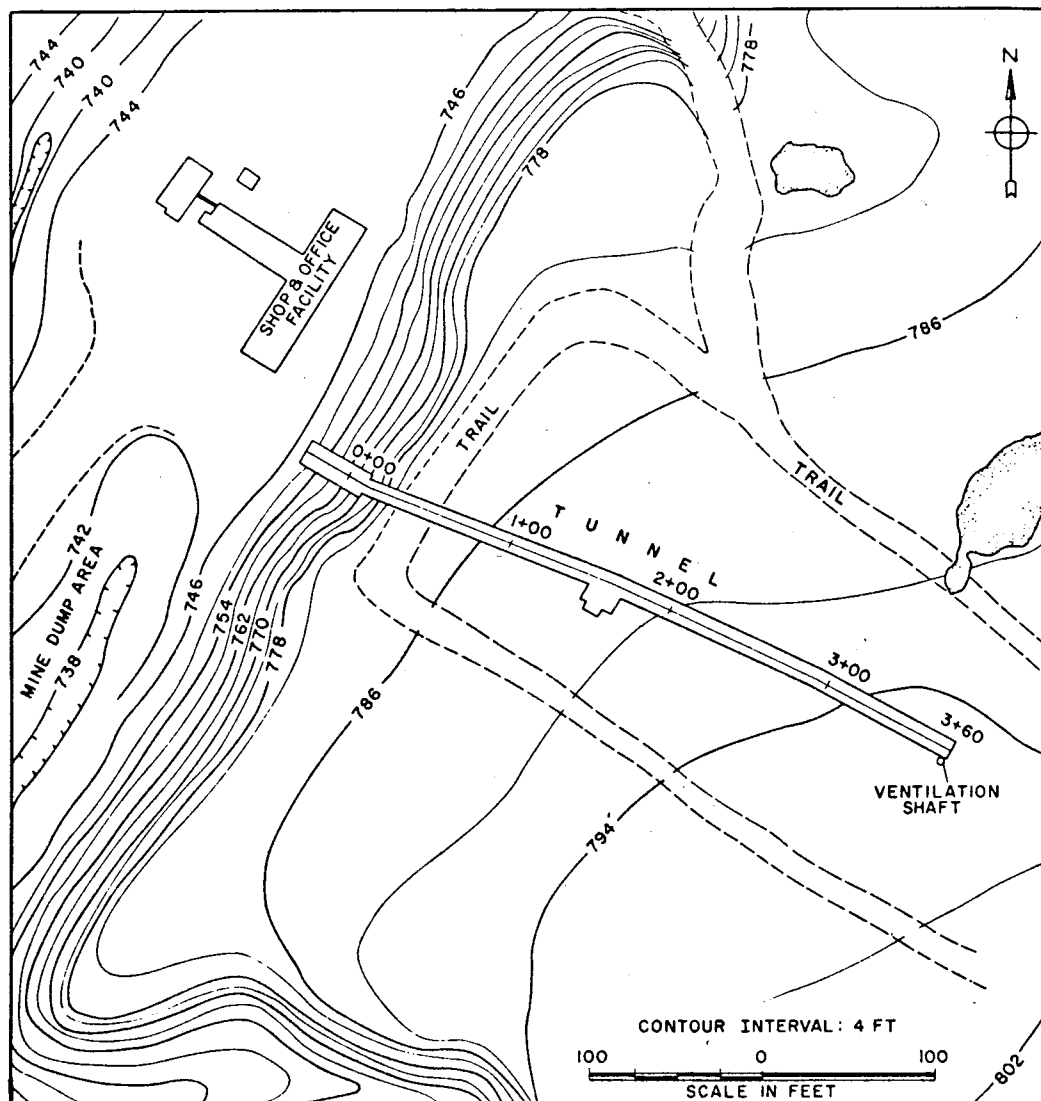 744
740
740
744
746
778
778
N
SHOP & OFFICE
FACILITY
786
TRAIL
TRAIL
0+00
1+00
TUNNEL
2+00
3+00
3+60
VENTILATION
SHAFT
742
MINE DUMP AREA
738
746
754
762
770
778
786
794
802
CONTOUR INTERVAL: 4 FT
100 0 100
SCALE IN FEET